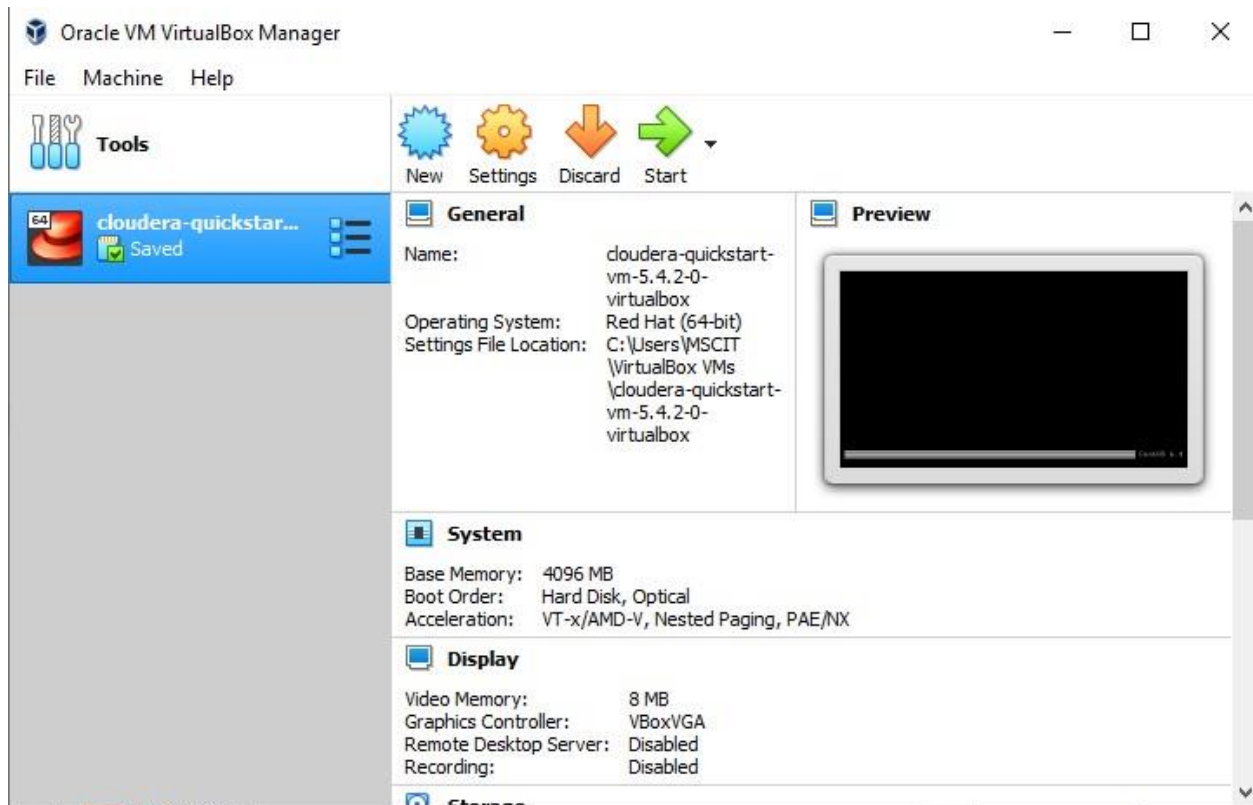 Oracle VM VirtualBox Manager
File Machine Help
Tools
New Settings Discard Start
64
cloudera-quickstar...
Saved
General
Name: cloudera-quickstart-
vm-5.4.2-0-
virtualbox
Operating System: Red Hat (64-bit)
Settings File Location: C:\Users\MSCIT
\VirtualBox VMs
\cloudera-quickstart-
vm-5.4.2-0-
virtualbox
Preview
System
Base Memory: 4096 MB
Boot Order: Hard Disk, Optical
Acceleration: VT-x/AMD-V, Nested Paging, PAE/NX
Display
Video Memory: 8 MB
Graphics Controller: VBoxVGA
Remote Desktop Server: Disabled
Recording: Disabled
Storage